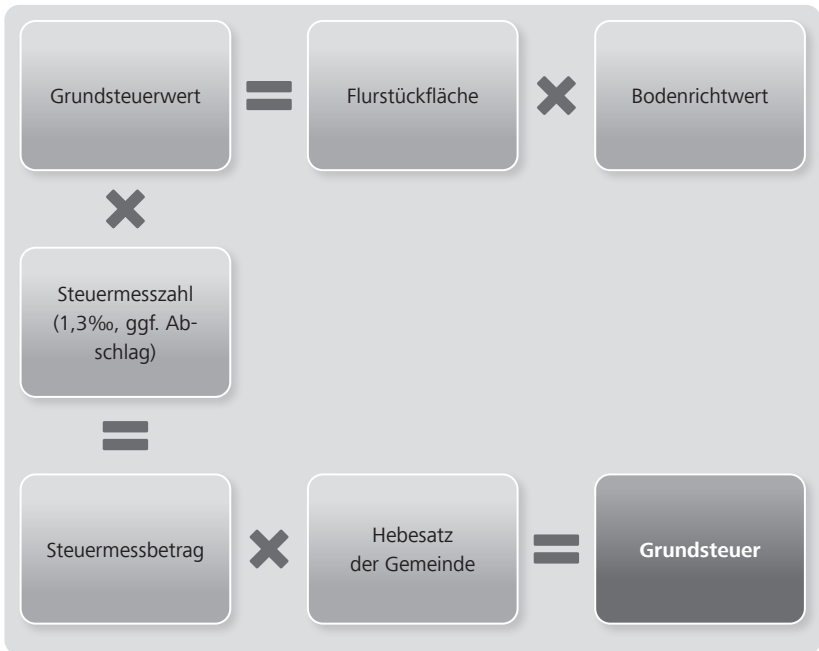 Grundsteuerwert
Flurstückfläche
Bodenrichtwert
Steuermesszahl
(1,3‰, ggf. Ab-
schlag)
Steuermessbetrag
Hebesatz
der Gemeinde
Grundsteuer